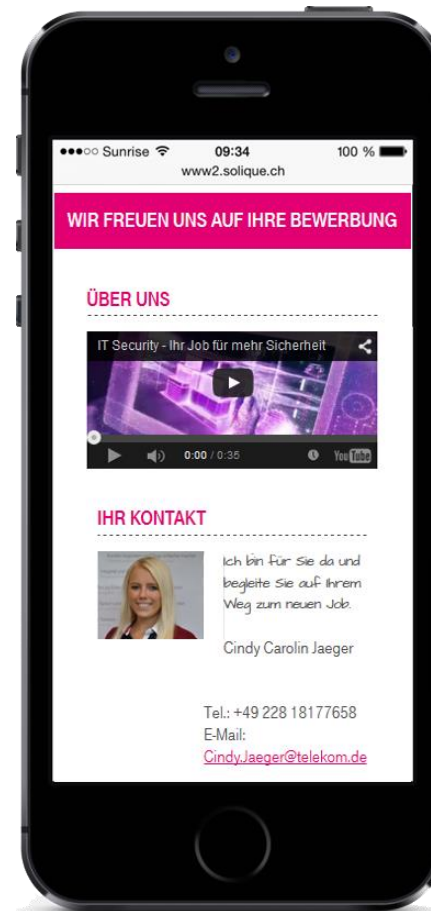 ●●●○○ Sunrise 09:34 100 %
www2.solique.ch
WIR FREUEN UNS AUF IHRE BEWERBUNG
ÜBER UNS
IT Security - Ihr Job für mehr Sicherheit
0:00 / 0:35 YouTube
IHR KONTAKT
Ich bin für Sie da und
begleite Sie auf Ihrem
Weg zum neuen Job.
Cindy Carolin Jaeger
Tel.: +49 228 18177658
E-Mail:
Cindy.Jaeger@telekom.de